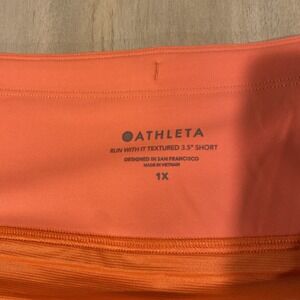 ATHLETA
RUN WITH IT TEXTURED 3.5" SHORT
DESIGNED IN SAN FRANCISCO
MADE IN VIETNAM
1X